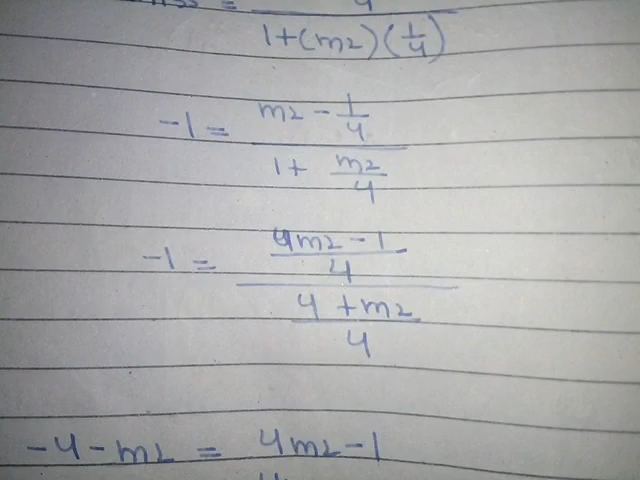 1+(m2)(1/4)
-1 = (m2 - 1/4) / (1 + m2/4)
-1 = ((4m2 - 1)/4) / ((4 + m2)/4)
-4 - m2 = 4m2 - 1